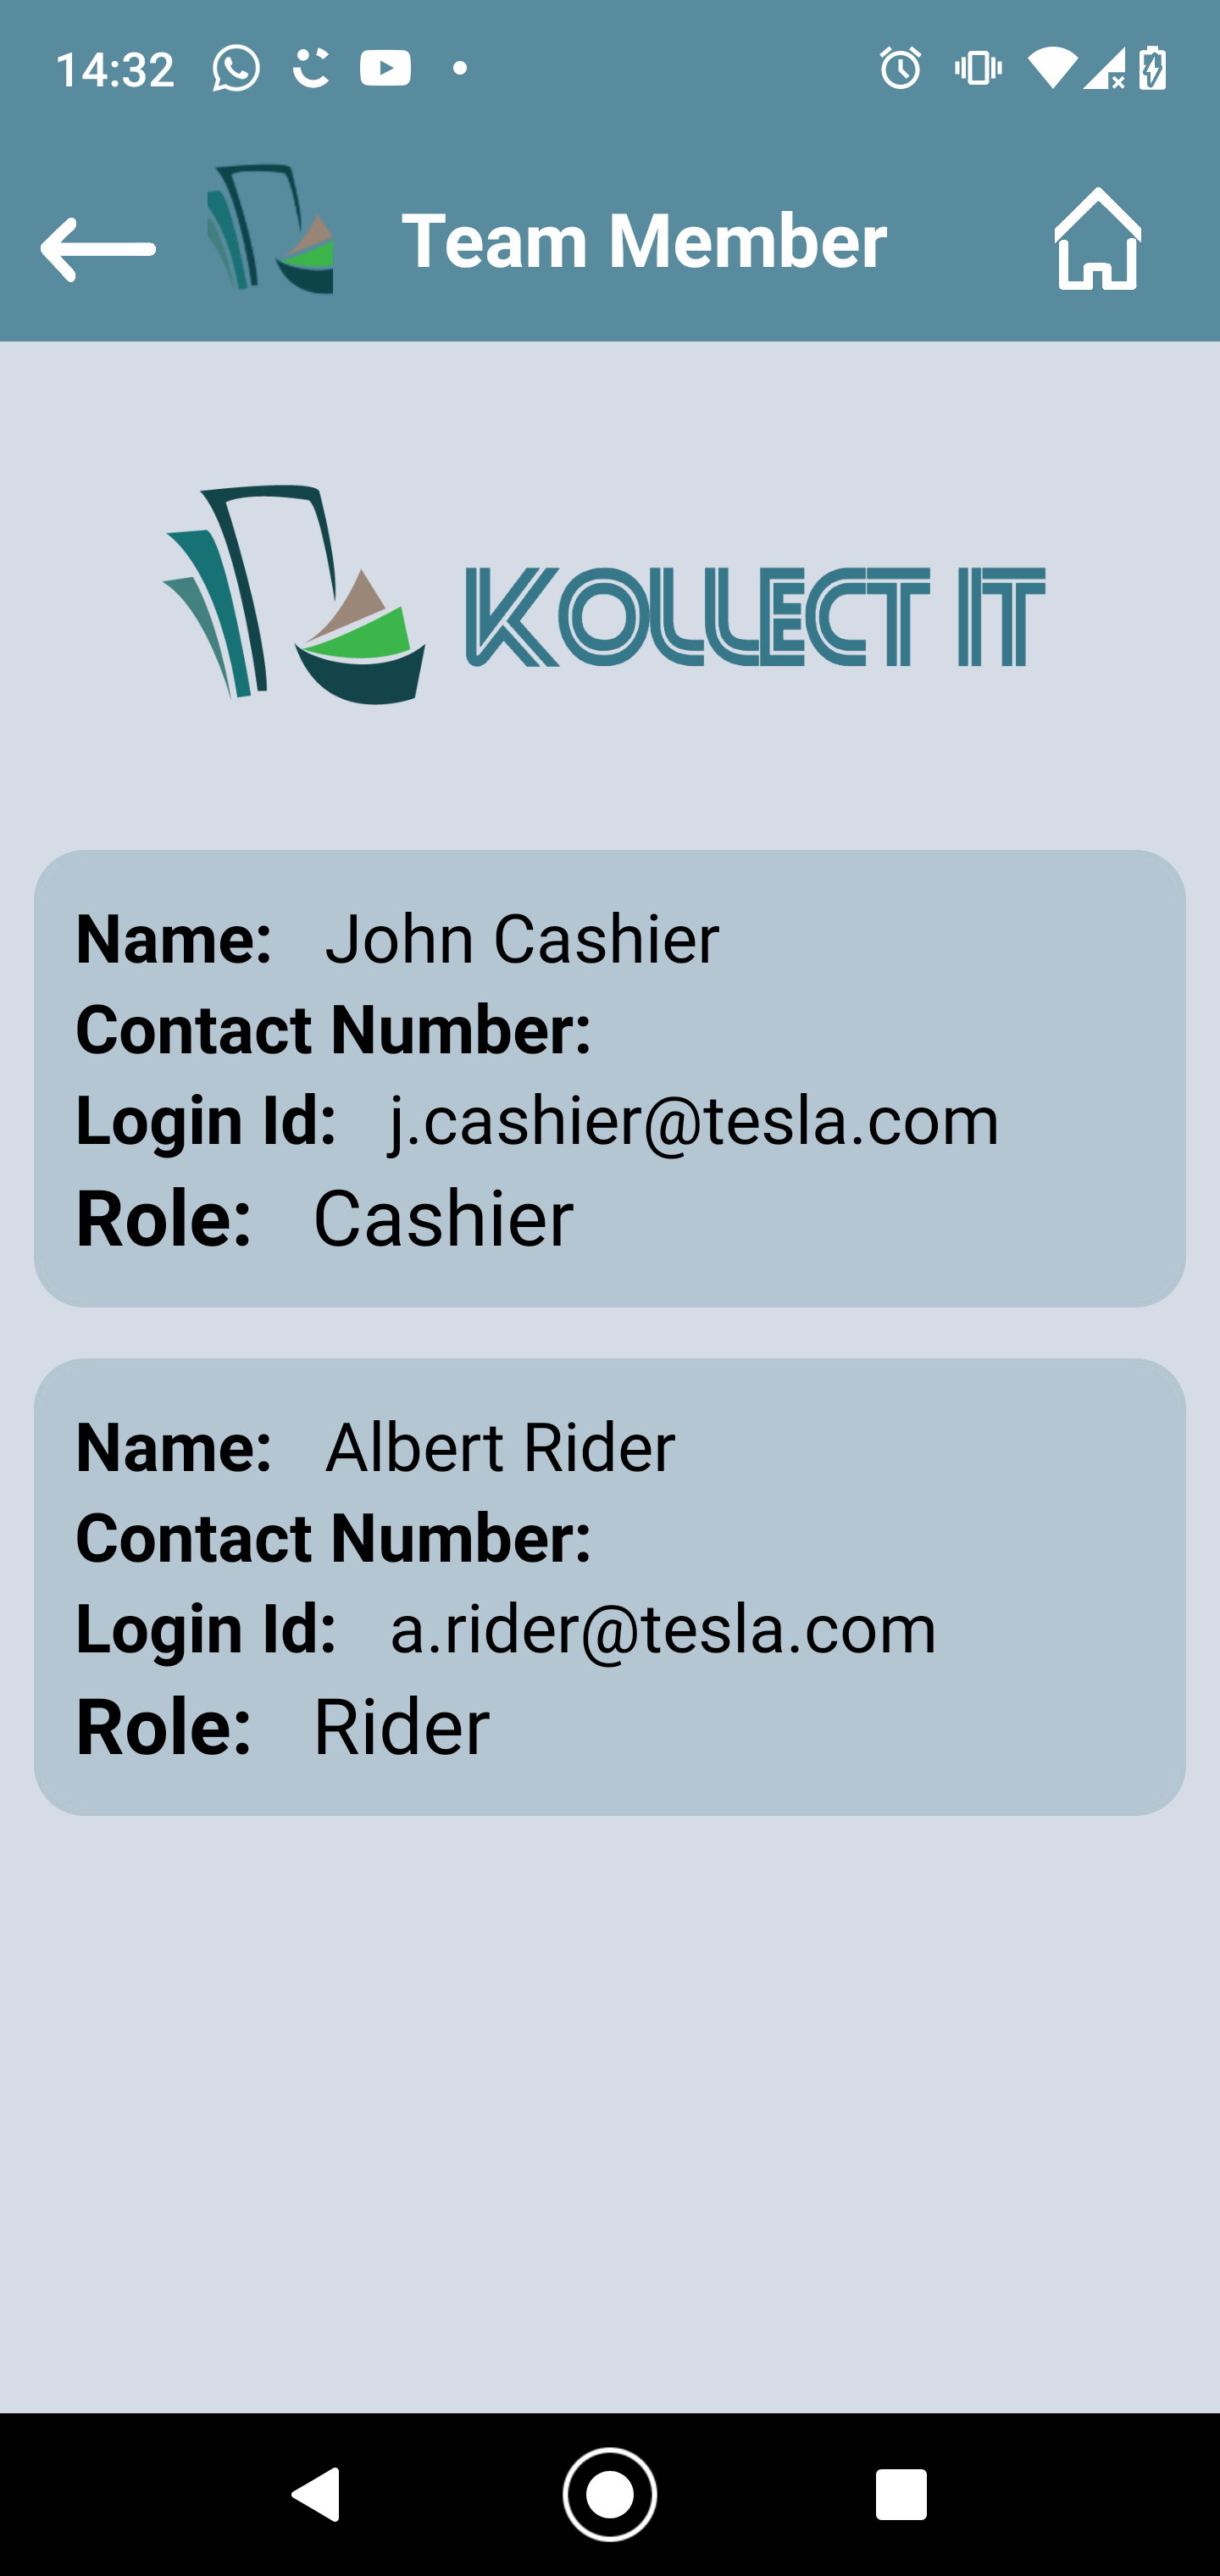 14:32
Team Member
KOLLECT IT
Name: John Cashier
Contact Number:
Login Id: j.cashier@tesla.com
Role: Cashier
Name: Albert Rider
Contact Number:
Login Id: a.rider@tesla.com
Role: Rider